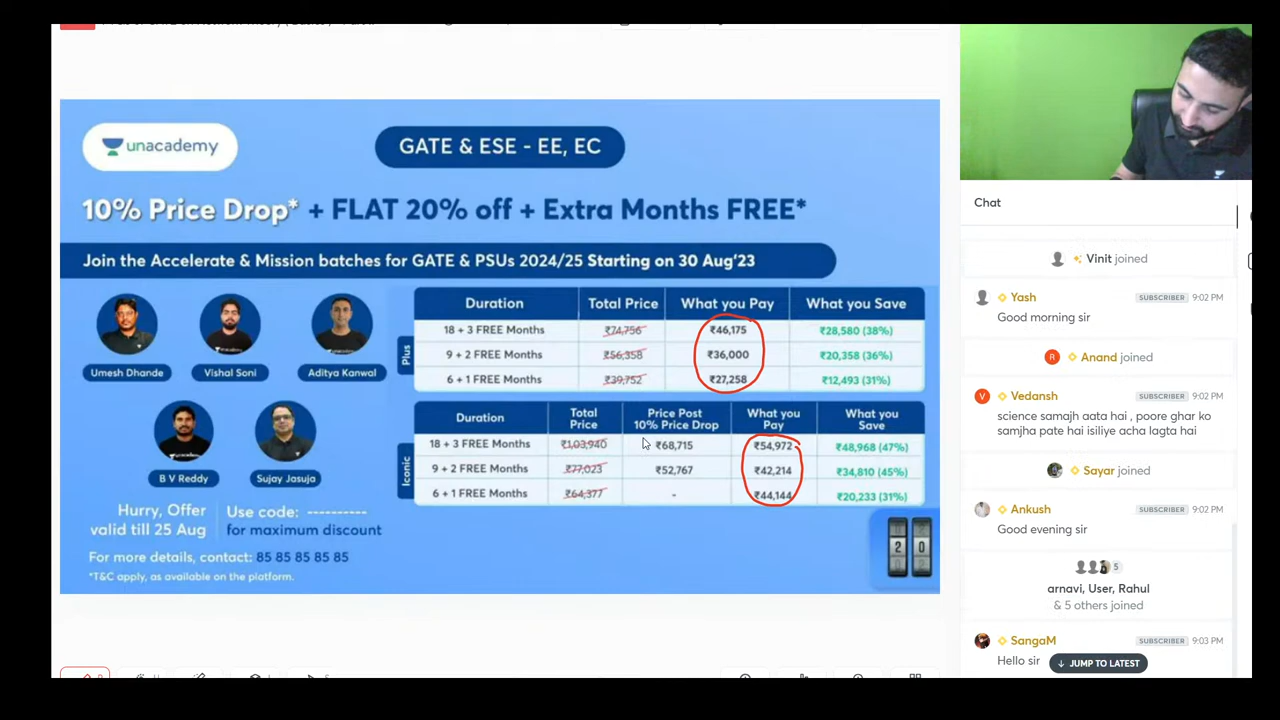 unacademy
GATE & ESE - EE, EC
10% Price Drop* + FLAT 20% off + Extra Months FREE*
Join the Accelerate & Mission batches for GATE & PSUs 2024/25 Starting on 30 Aug'23
Umesh Dhande
Vishal Soni
Aditya Kanwal
B V Reddy
Sujay Jasuja
Plus
Duration Total Price What you Pay What you Save
18 + 3 FREE Months ₹74,756 ₹46,175 ₹28,580 (38%)
9 + 2 FREE Months ₹56,358 ₹36,000 ₹20,358 (36%)
6 + 1 FREE Months ₹39,752 ₹27,258 ₹12,493 (31%)
Iconic
Duration Total Price Price Post 10% Price Drop What you Pay What you Save
18 + 3 FREE Months ₹1,03,940 ₹68,715 ₹54,972 ₹48,968 (47%)
9 + 2 FREE Months ₹77,023 ₹52,767 ₹42,214 ₹34,810 (45%)
6 + 1 FREE Months ₹64,377 - ₹44,144 ₹20,233 (31%)
Hurry, Offer
valid till 25 Aug
Use code: ----------
for maximum discount
For more details, contact: 85 85 85 85 85
*T&C apply, as available on the platform.
2 0
Chat
Vinit joined
Yash SUBSCRIBER 9:02 PM
Good morning sir
R Anand joined
V Vedansh SUBSCRIBER 9:02 PM
science samajh aata hai , poore ghar ko
samjha pate hai isiliye acha lagta hai
Sayar joined
Ankush SUBSCRIBER 9:02 PM
Good evening sir
5
arnavi, User, Rahul
& 5 others joined
SangaM SUBSCRIBER 9:03 PM
Hello sir
↓ JUMP TO LATEST